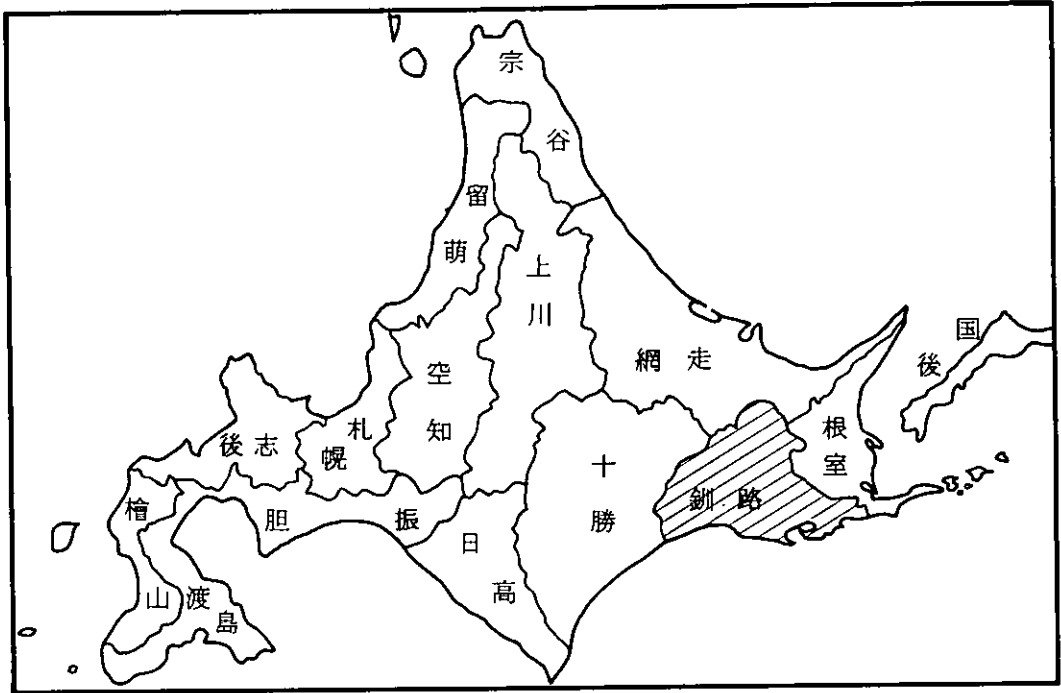 宗谷
留萌
上川
網走
国後
空知
根室
札幌
後志
十勝
釧路
檜山
胆振
日高
渡島